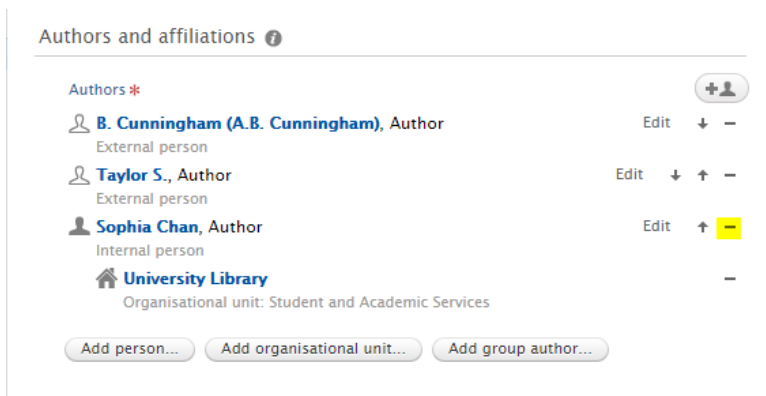 Authors and affiliations i
Authors *
+
B. Cunningham (A.B. Cunningham), Author Edit ↓ −
External person
Taylor S., Author Edit ↓ ↑ −
External person
Sophia Chan, Author Edit ↑ −
Internal person
University Library −
Organisational unit: Student and Academic Services
Add person... Add organisational unit... Add group author...